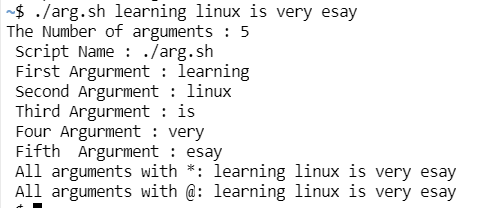 ~$ ./arg.sh learning linux is very esay
The Number of arguments : 5
Script Name : ./arg.sh
First Argurment : learning
Second Argurment : linux
Third Argurment : is
Four Argurment : very
Fifth  Argurment : esay
All arguments with *: learning linux is very esay
All arguments with @: learning linux is very esay